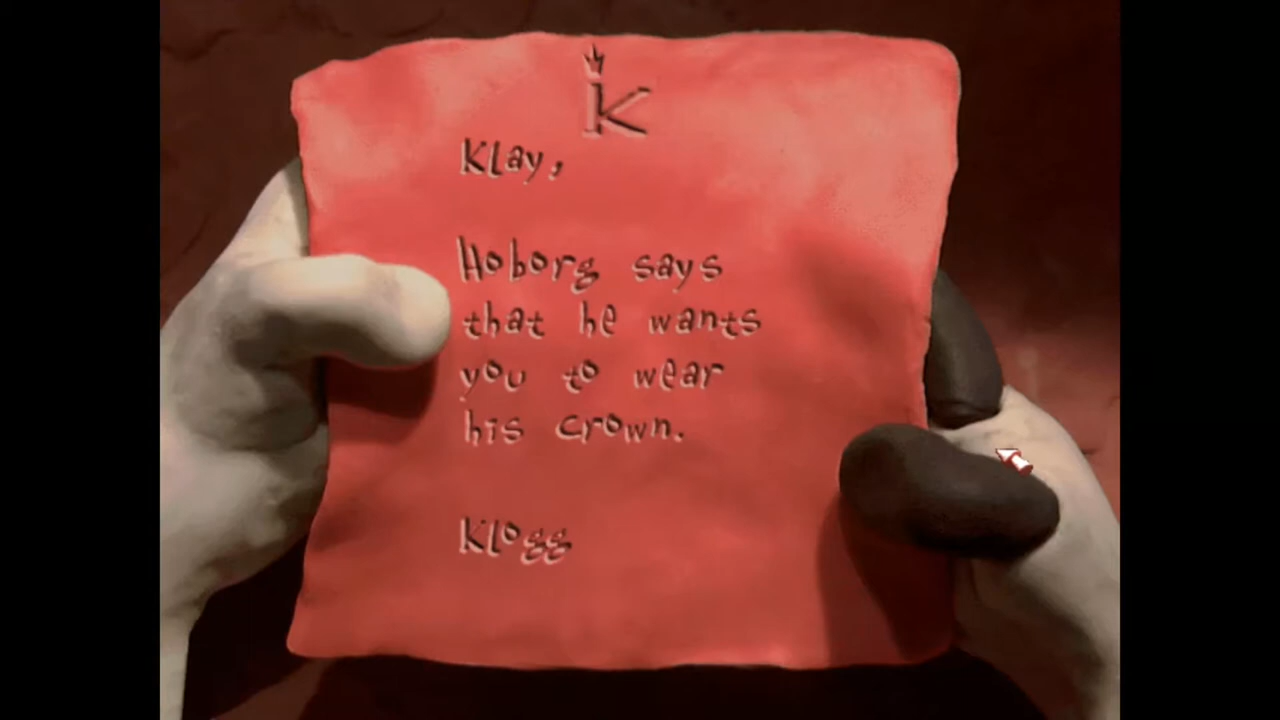 K
Klay,
Hoborg says
that he wants
you to wear
his crown.
Klogg